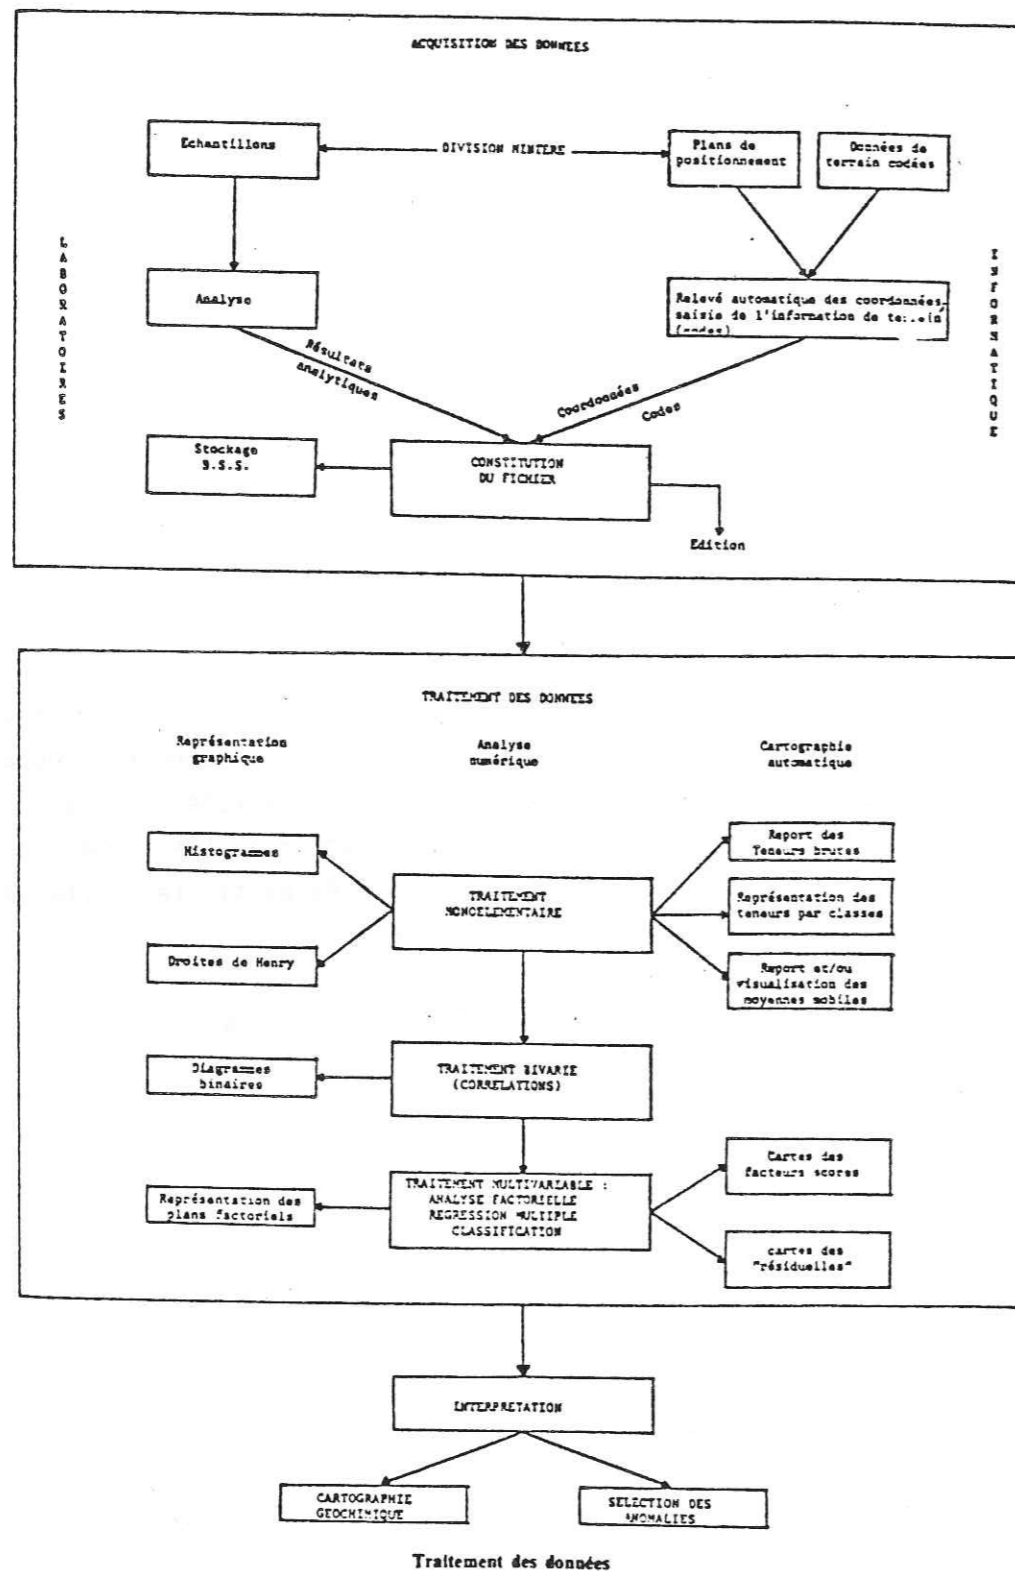 ACQUISITION DES DONNEES
Echantillons
DIVISION MINIERE
Plans de
positionnement
Données de
terrain codées
LABORATOIRES
INFORMATIQUE
Analyse
Relevé automatique des coordonnées
saisie de l'information de
(codes)
Résultats
analytiques
Coordonnées
Codes
Stockage
CONSTITUTION
DU FICHIER
Edition
TRAITEMENT DES DONNEES
Représentation
graphique
Analyse
numérique
Cartographie
automatique
Histogrammes
Report des
Teneurs brutes
TRAITEMENT
MONOELEMENTAIRE
Représentation des
teneurs par classes
Droites de Henry
Report et/ou
visualisation des
moyennes mobiles
Diagrammes
binaires
TRAITEMENT BIVARIE
(CORRELATIONS)
Cartes des
facteurs scores
Représentation des
plans factoriels
TRAITEMENT MULTIVARIABLE :
ANALYSE FACTORIELLE
REGRESSION MULTIPLE
CLASSIFICATION
cartes des
"résiduelles"
INTERPRETATION
CARTOGRAPHIE
GEOCHIMIQUE
SELECTION DES
ANOMALIES
Traitement des données